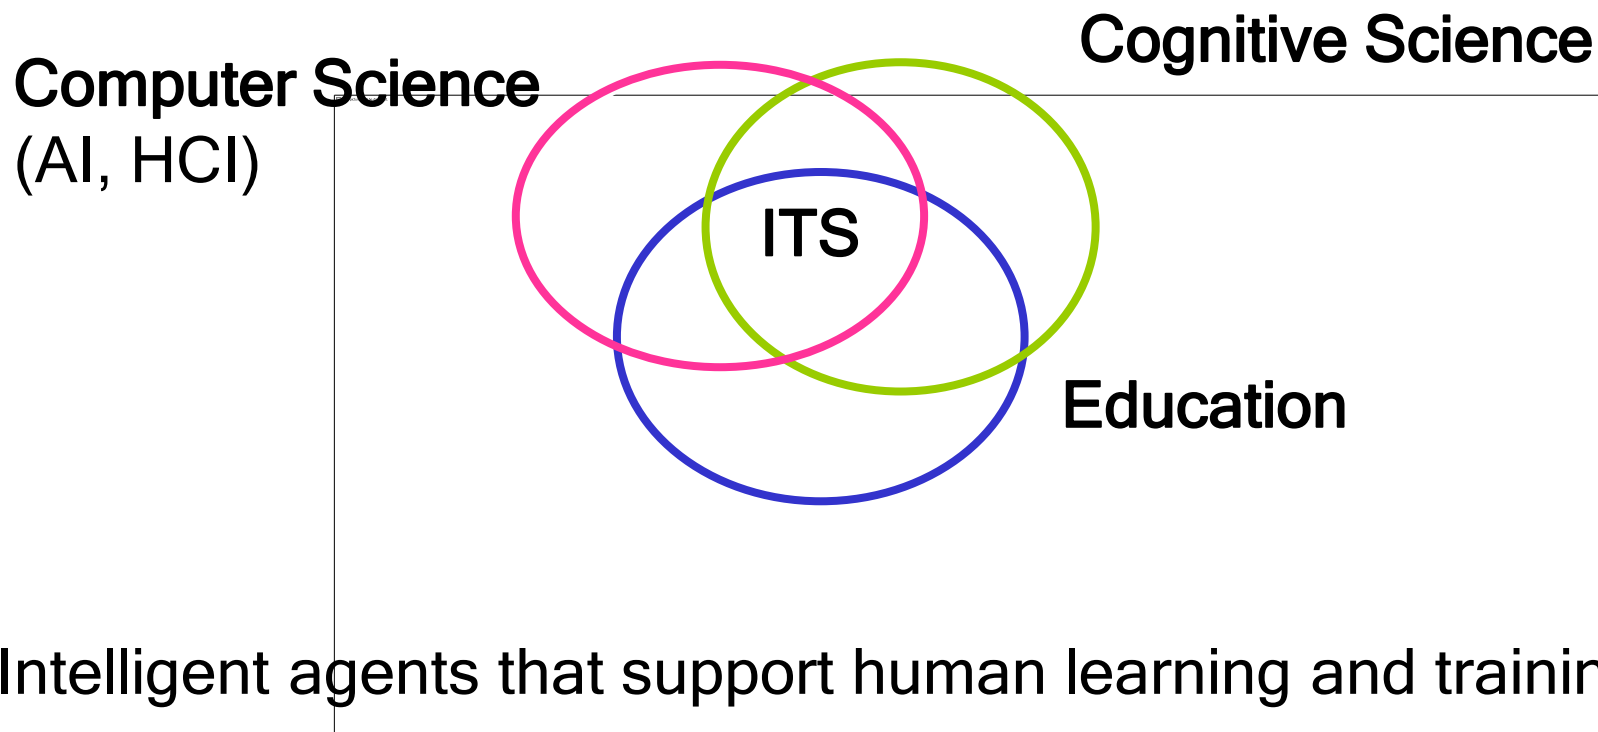 Cognitive Science
Computer Science
(AI, HCI)
ITS
Education
Intelligent agents that support human learning and trainin